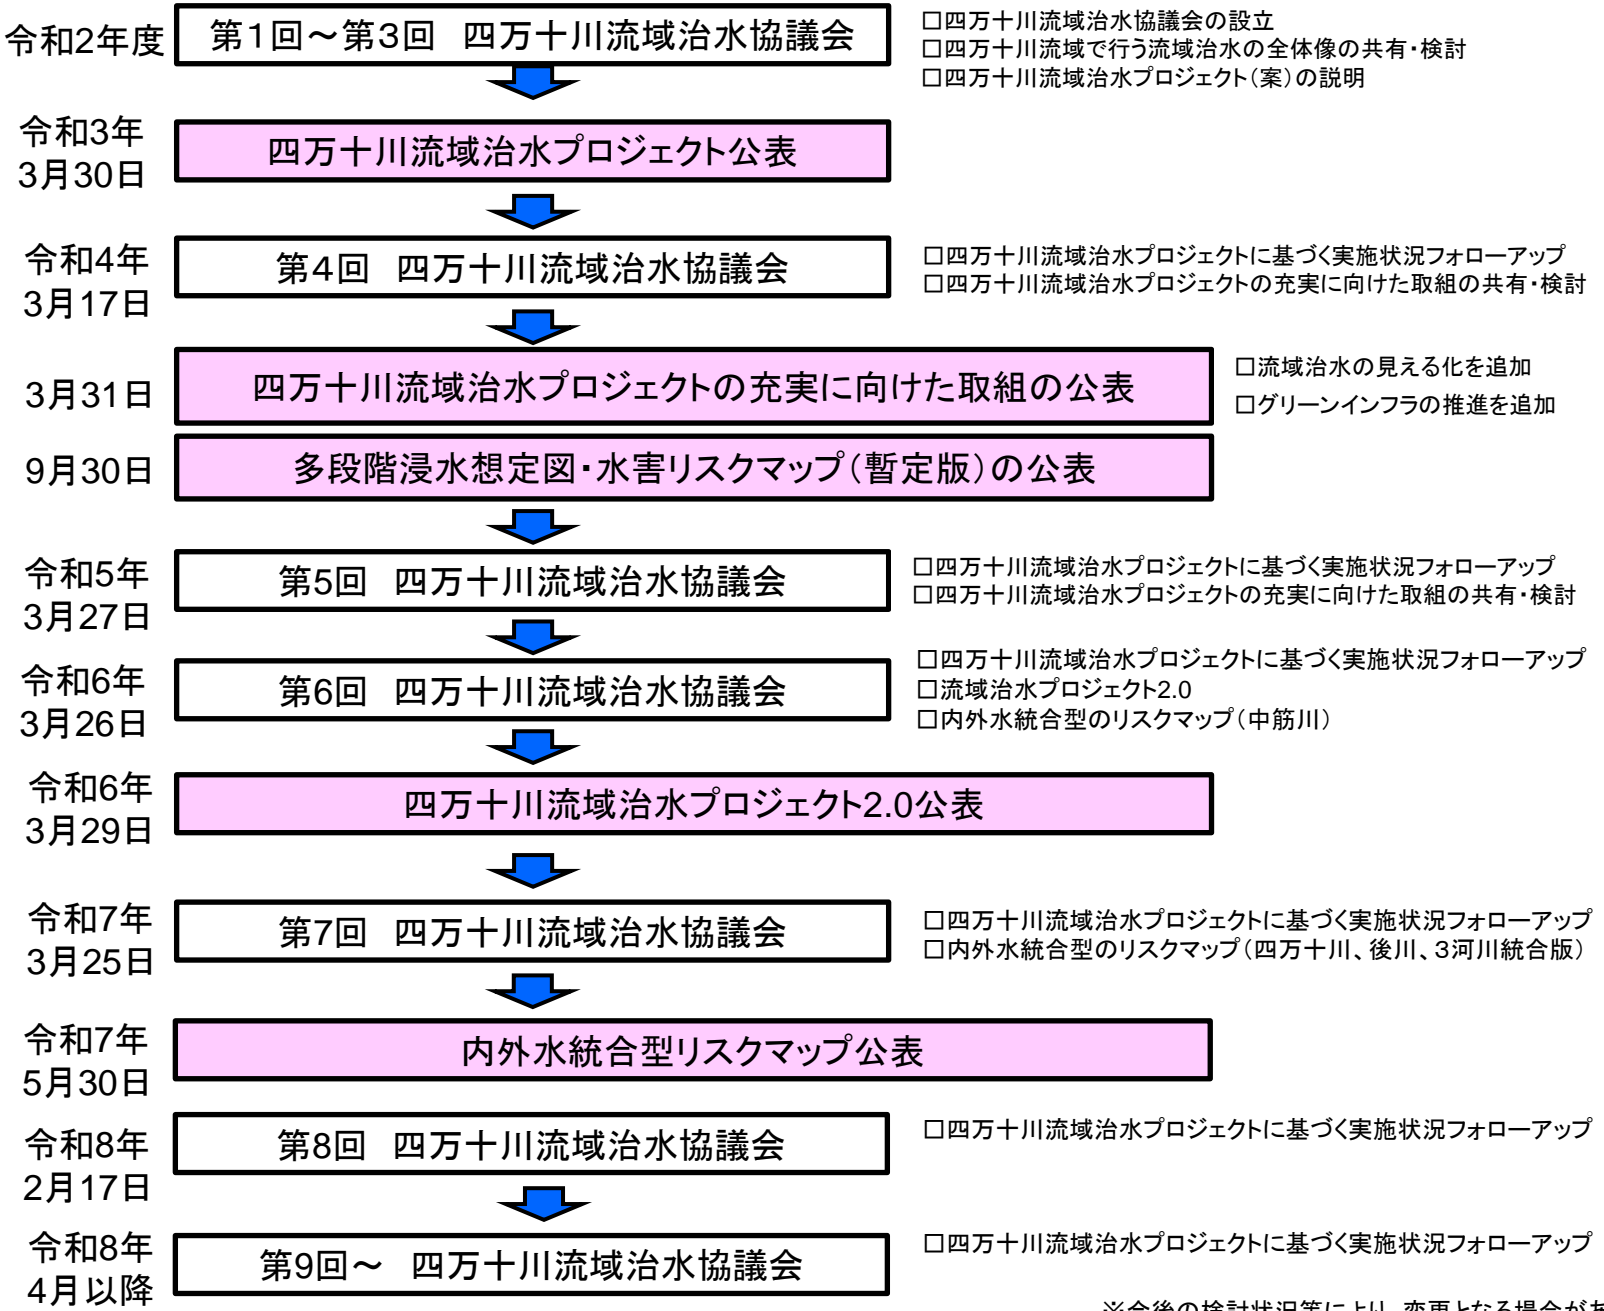 令和2年度
第１回～第３回　四万十川流域治水協議会
□四万十川流域治水協議会の設立
□四万十川流域で行う流域治水の全体像の共有・検討
□四万十川流域治水プロジェクト（案）の説明
令和3年
3月30日
四万十川流域治水プロジェクト公表
令和4年
3月17日
第４回　四万十川流域治水協議会
□四万十川流域治水プロジェクトに基づく実施状況フォローアップ
□四万十川流域治水プロジェクトの充実に向けた取組の共有・検討
3月31日
四万十川流域治水プロジェクトの充実に向けた取組の公表
□流域治水の見える化を追加
□グリーンインフラの推進を追加
9月30日
多段階浸水想定図・水害リスクマップ（暫定版）の公表
令和5年
3月27日
第5回　四万十川流域治水協議会
□四万十川流域治水プロジェクトに基づく実施状況フォローアップ
□四万十川流域治水プロジェクトの充実に向けた取組の共有・検討
令和6年
3月26日
第6回　四万十川流域治水協議会
□四万十川流域治水プロジェクトに基づく実施状況フォローアップ
□流域治水プロジェクト2.0
□内外水統合型のリスクマップ（中筋川）
令和6年
3月29日
四万十川流域治水プロジェクト2.0公表
令和7年
3月25日
第7回　四万十川流域治水協議会
□四万十川流域治水プロジェクトに基づく実施状況フォローアップ
□内外水統合型のリスクマップ（四万十川、後川、３河川統合版）
令和7年
5月30日
内外水統合型リスクマップ公表
令和8年
2月17日
第8回　四万十川流域治水協議会
□四万十川流域治水プロジェクトに基づく実施状況フォローアップ
令和8年
4月以降
第9回～　四万十川流域治水協議会
□四万十川流域治水プロジェクトに基づく実施状況フォローアップ
※今後の検討状況等により、変更となる場合があ